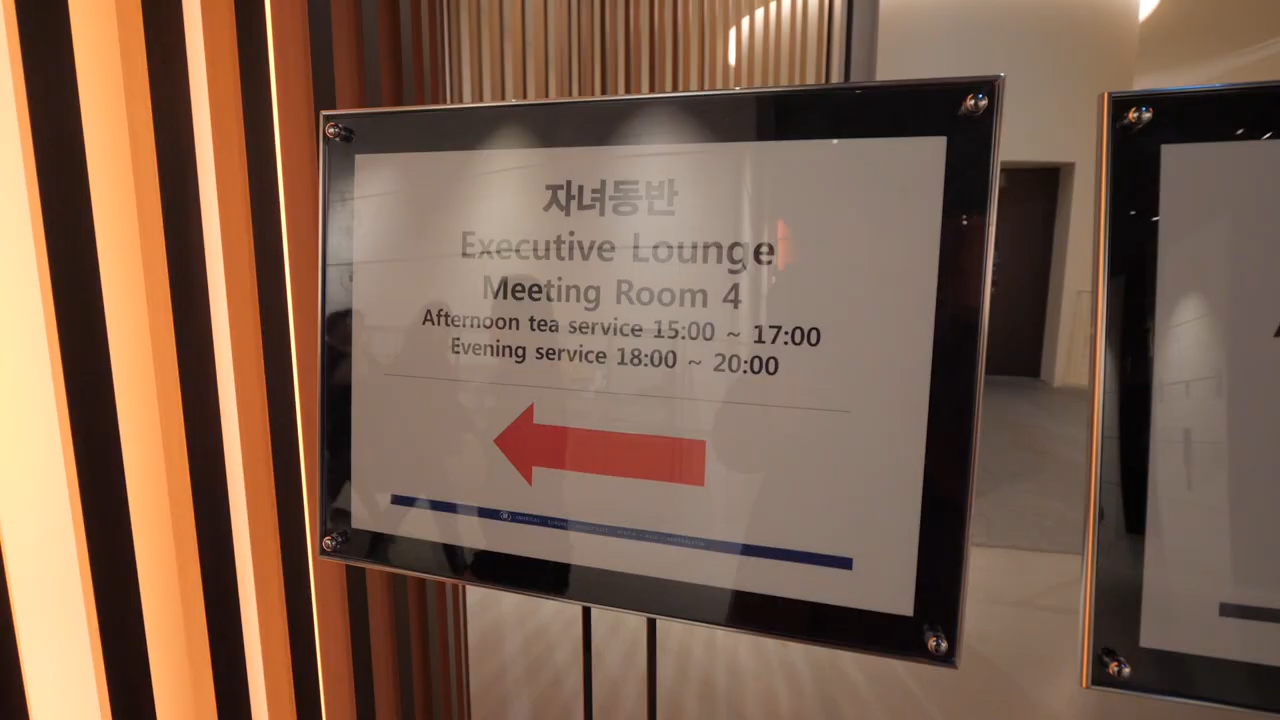 자녀동반
Executive Lounge
Meeting Room 4
Afternoon tea service 15:00 ~ 17:00
Evening service 18:00 ~ 20:00